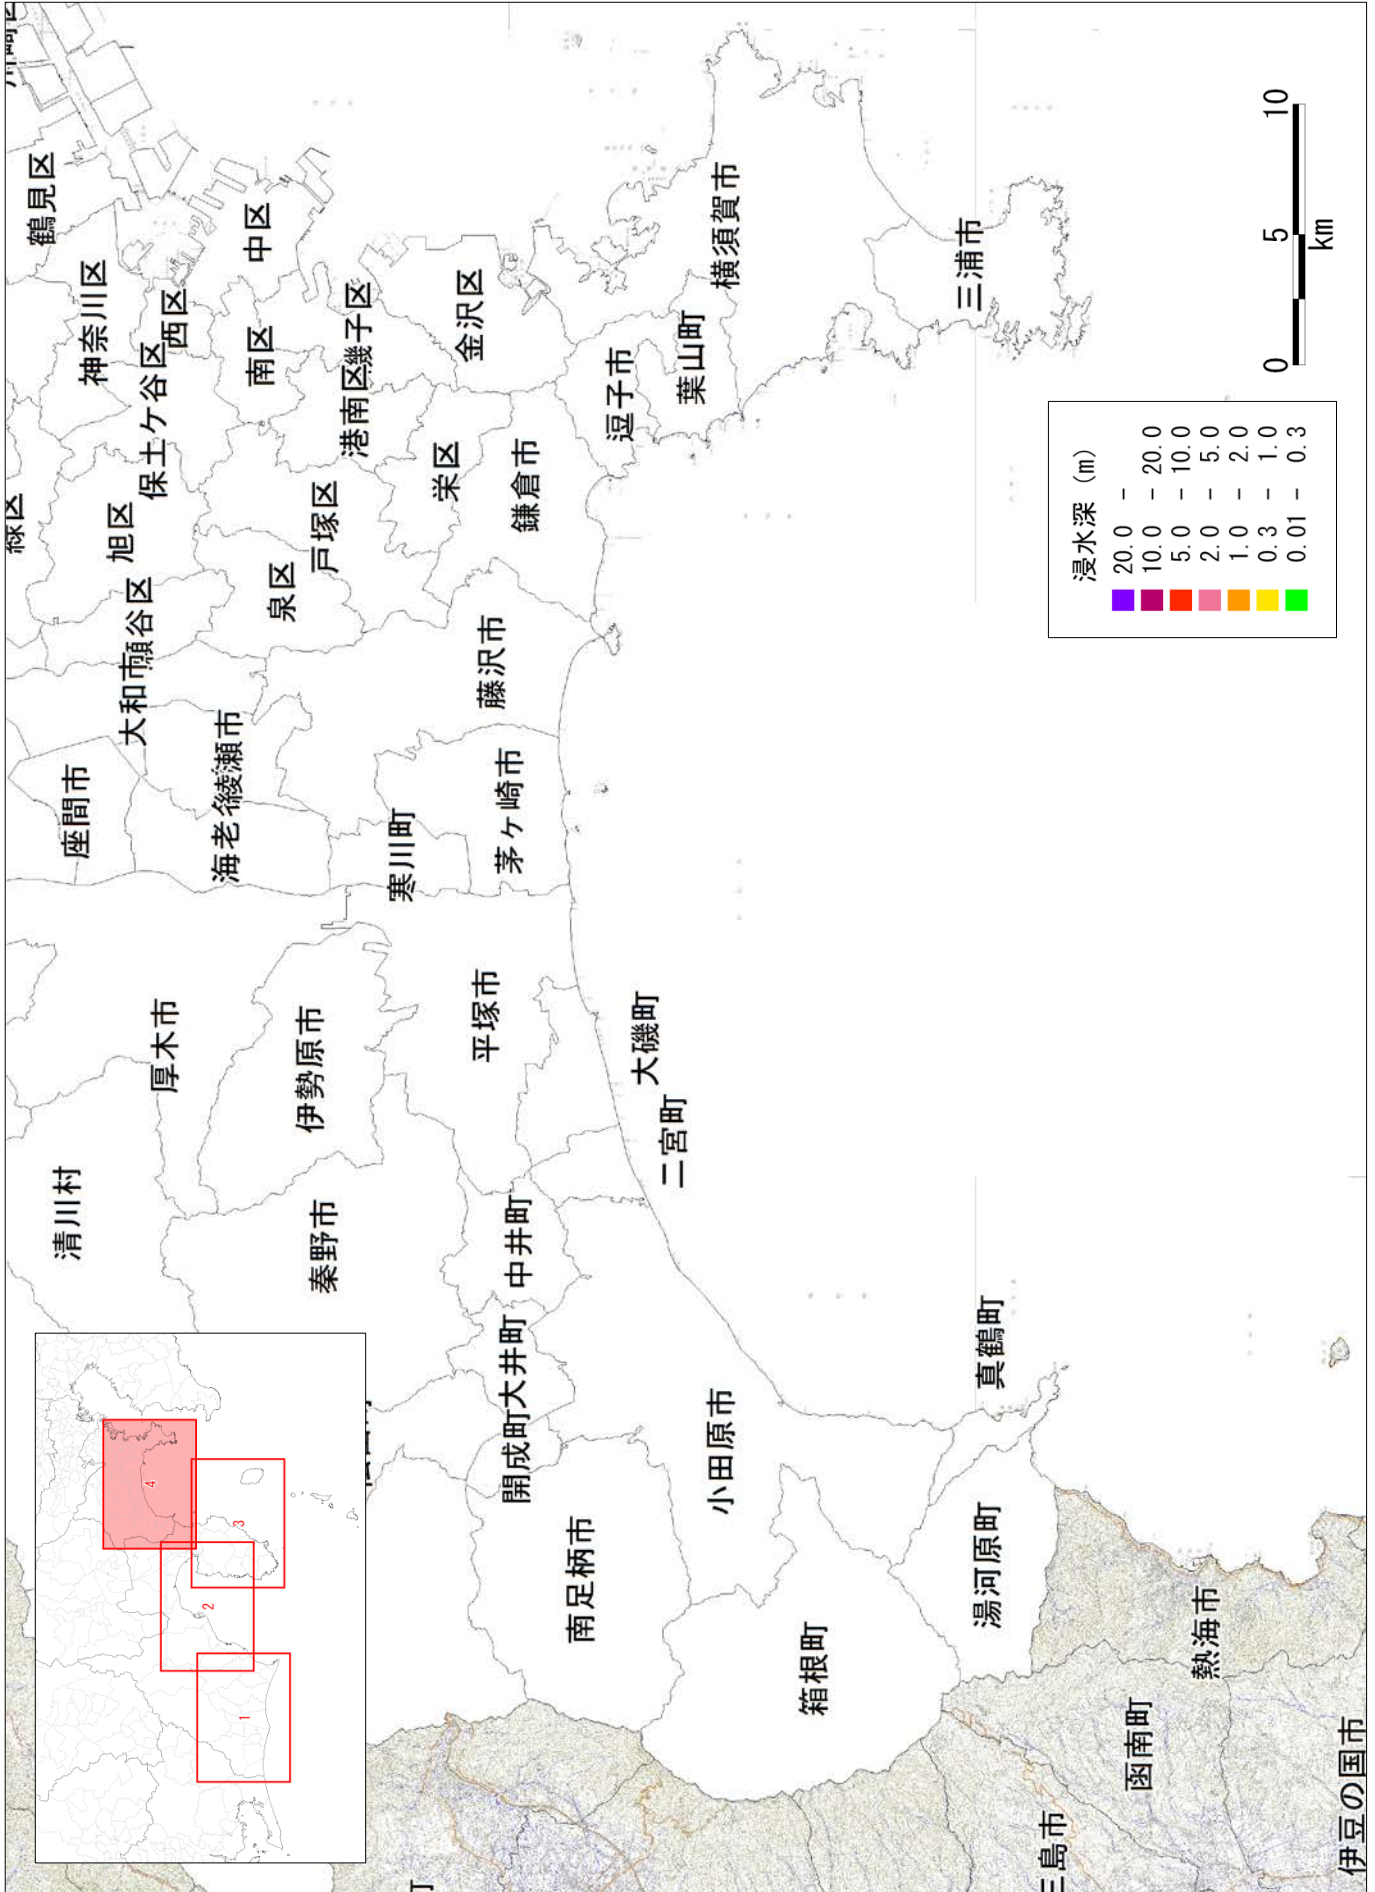 鶴見区
神奈川区
西区
中区
保土ケ谷区
南区
磯子区
港南区
金沢区
緑区
旭区
瀬谷区
大和市
泉区
戸塚区
栄区
鎌倉市
逗子市
葉山町
横須賀市
三浦市
座間市
綾瀬市
海老名
藤沢市
茅ヶ崎市
寒川町
厚木市
伊勢原市
平塚市
大磯町
二宮町
清川村
秦野市
中井町
大井町
開成町
南足柄市
小田原市
真鶴町
箱根町
湯河原町
熱海市
函南町
三島市
伊豆の国市
1
2
3
4
0 5 10
km
浸水深 (m)
20.0 -
10.0 - 20.0
5.0 - 10.0
2.0 - 5.0
1.0 - 2.0
0.3 - 1.0
0.01 - 0.3